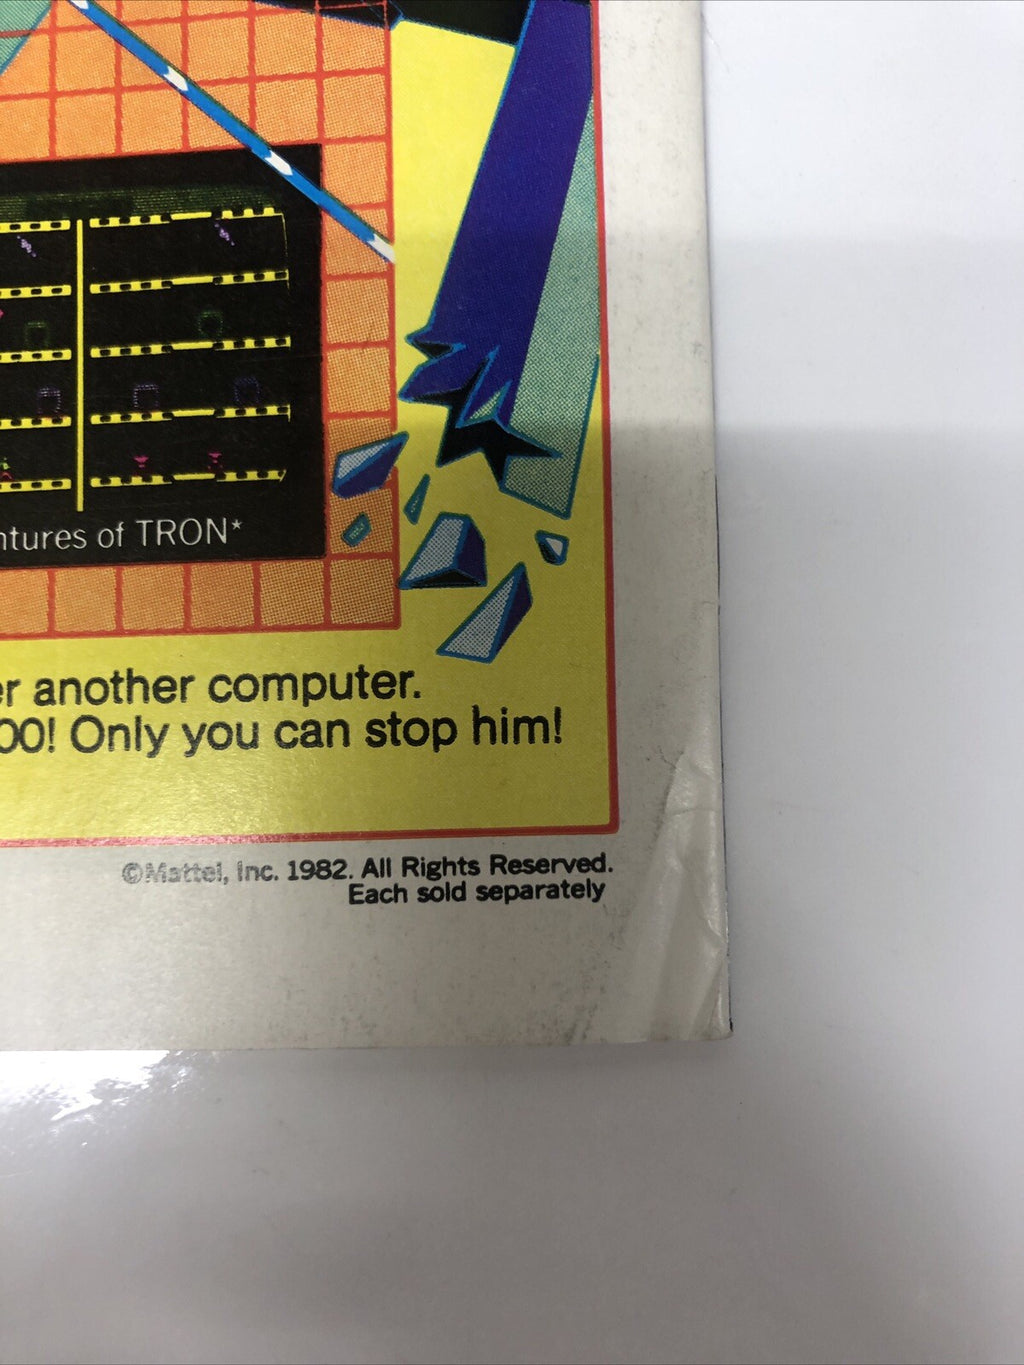 ntures of TRON*
er another computer.
00! Only you can stop him!
©Mattel, Inc. 1982. All Rights Reserved.
Each sold separately